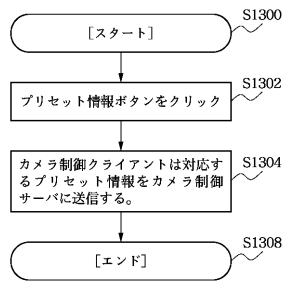 [スタート]
S1300
プリセット情報ボタンをクリック
S1302
カメラ制御クライアントは対応す
るプリセット情報をカメラ制御
サーバに送信する。
S1304
[エンド]
S1308